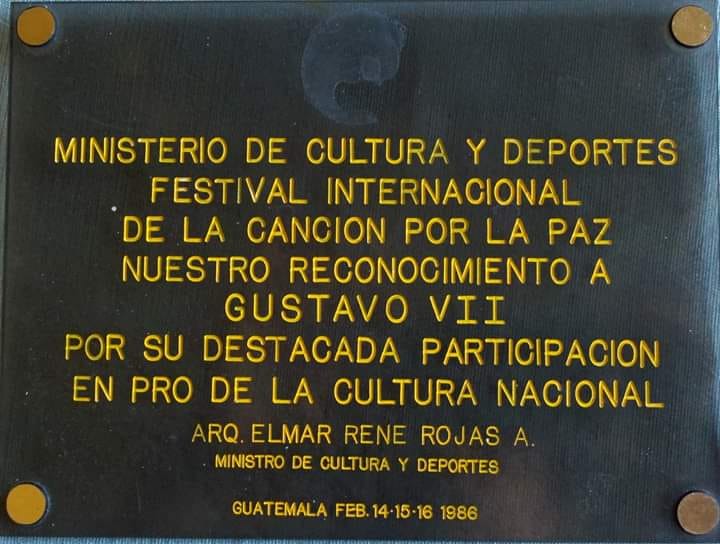 MINISTERIO DE CULTURA Y DEPORTES
FESTIVAL INTERNACIONAL
DE LA CANCION POR LA PAZ
NUESTRO RECONOCIMIENTO A
GUSTAVO VII
POR SU DESTACADA PARTICIPACION
EN PRO DE LA CULTURA NACIONAL
ARQ. ELMAR RENE ROJAS A.
MINISTRO DE CULTURA Y DEPORTES
GUATEMALA FEB. 14-15-16 1986